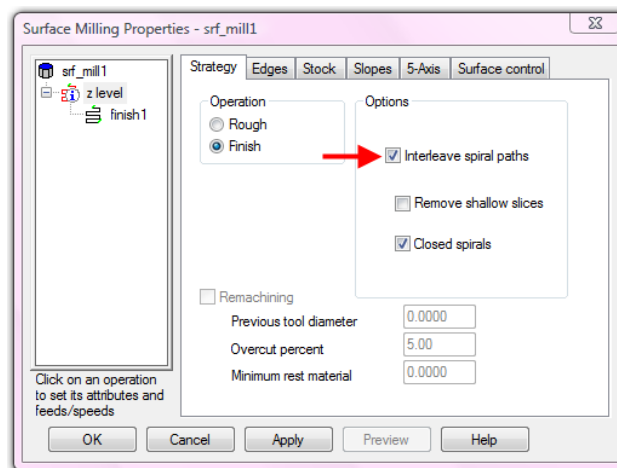 Surface Milling Properties - srf_mill1
srf_mill1
z level
finish1
Click on an operation
to set its attributes and
feeds/speeds
Strategy Edges Stock Slopes 5-Axis Surface control
Operation
Rough
Finish
Options
Interleave spiral paths
Remove shallow slices
Closed spirals
Remachining
Previous tool diameter 0.0000
Overcut percent 5.00
Minimum rest material 0.0000
OK Cancel Apply Preview Help